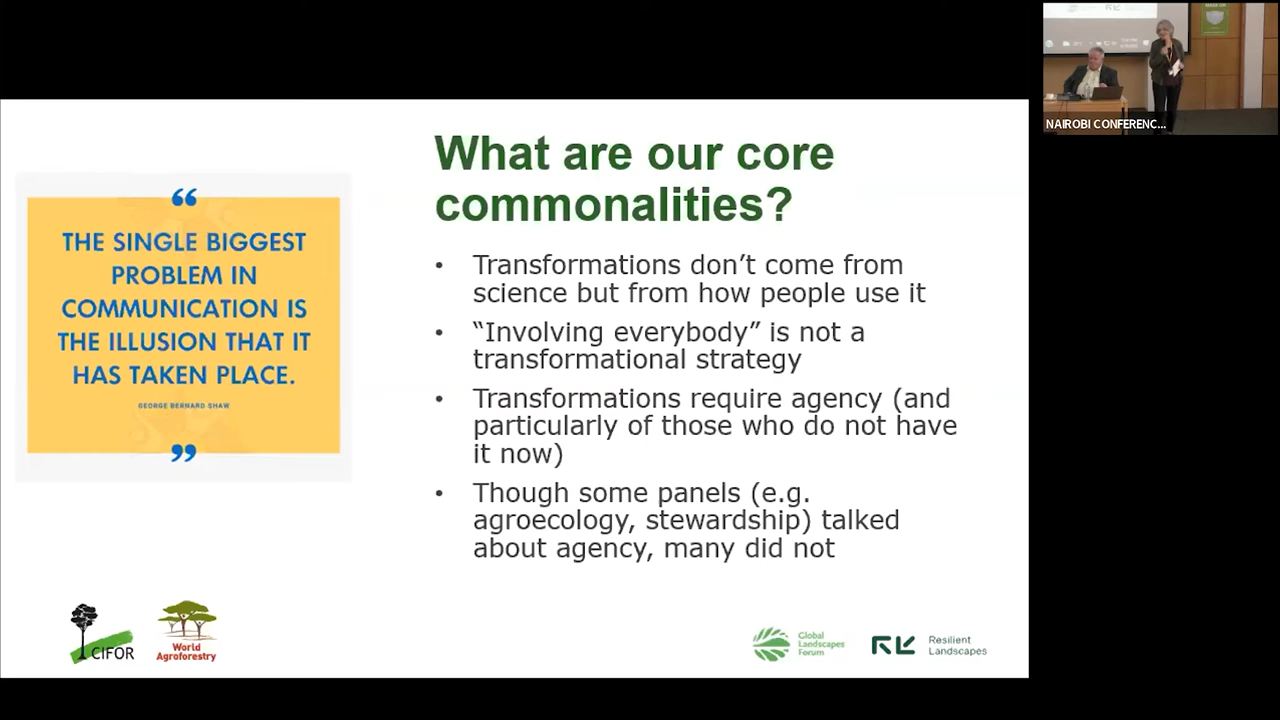 What are our core
commonalities?
“
THE SINGLE BIGGEST
PROBLEM IN
COMMUNICATION IS
THE ILLUSION THAT IT
HAS TAKEN PLACE.
GEORGE BERNARD SHAW
”
• Transformations don’t come from
science but from how people use it
• “Involving everybody” is not a
transformational strategy
• Transformations require agency (and
particularly of those who do not have
it now)
• Though some panels (e.g.
agroecology, stewardship) talked
about agency, many did not
CIFOR
World
Agroforestry
Global
Landscapes
Forum
Resilient
Landscapes
NAIROBI CONFERENC...